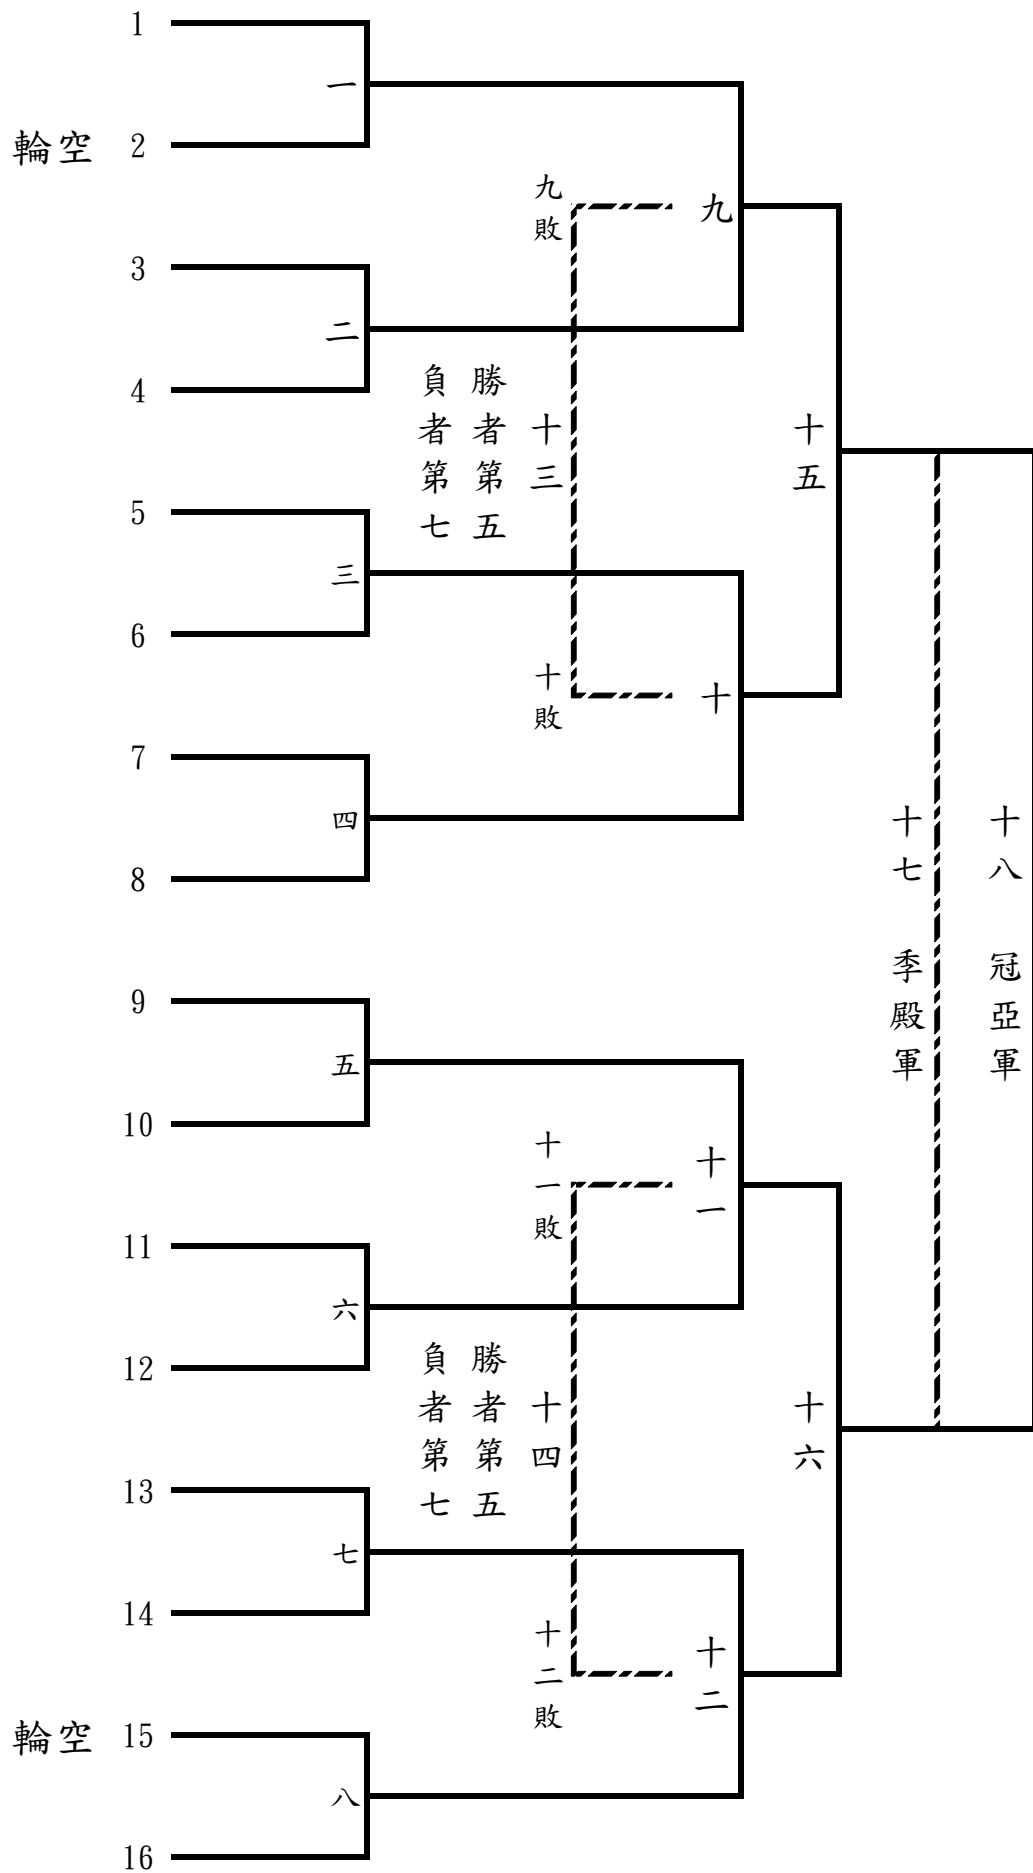 1
一
輪空 2
九敗
九
3
二
4
負者第七
勝者第五
十三
十五
5
三
6
十敗
十
7
四
8
十七 季殿軍
十八 冠亞軍
9
五
10
十一敗
十一
11
六
12
負者第七
勝者第五
十四
十六
13
七
14
十二敗
十二
輪空 15
八
16